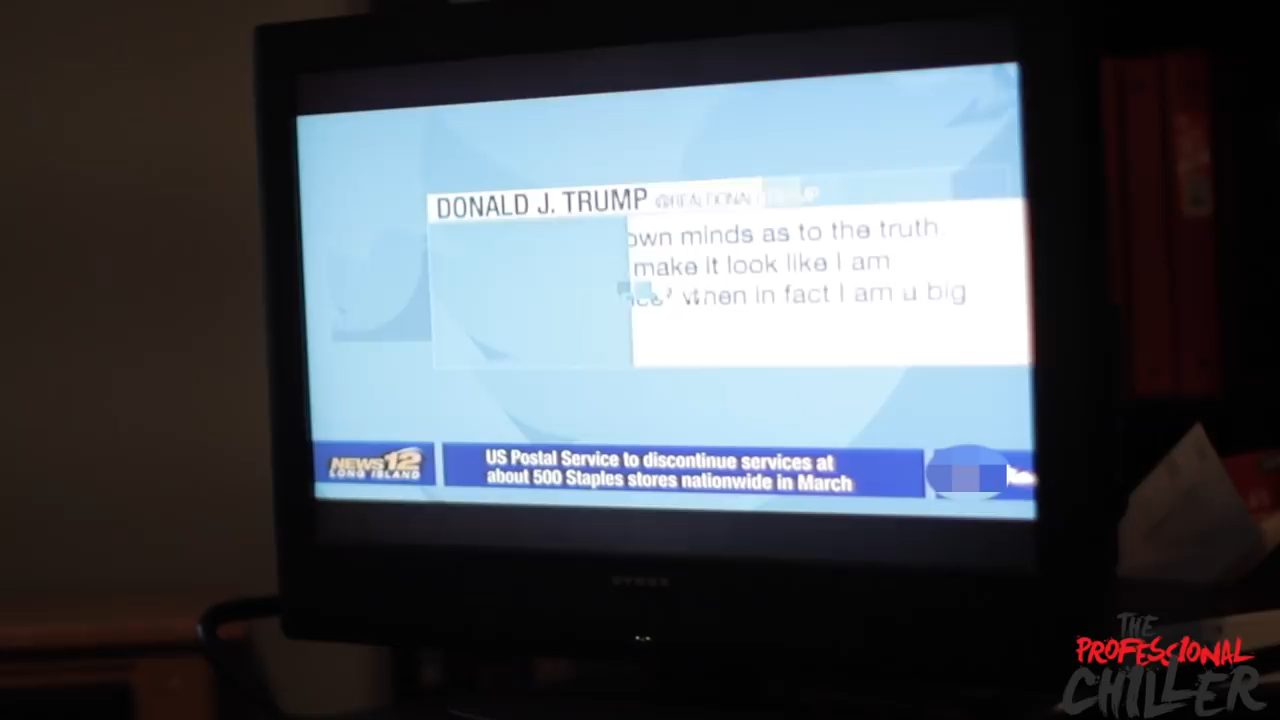 DONALD J. TRUMP
own minds as to the truth
make it look like I am
when in fact I am a big
NEWS 12
LONG ISLAND
US Postal Service to discontinue services at
about 500 Staples stores nationwide in March
THE
PROFESSIONAL
CHILLER